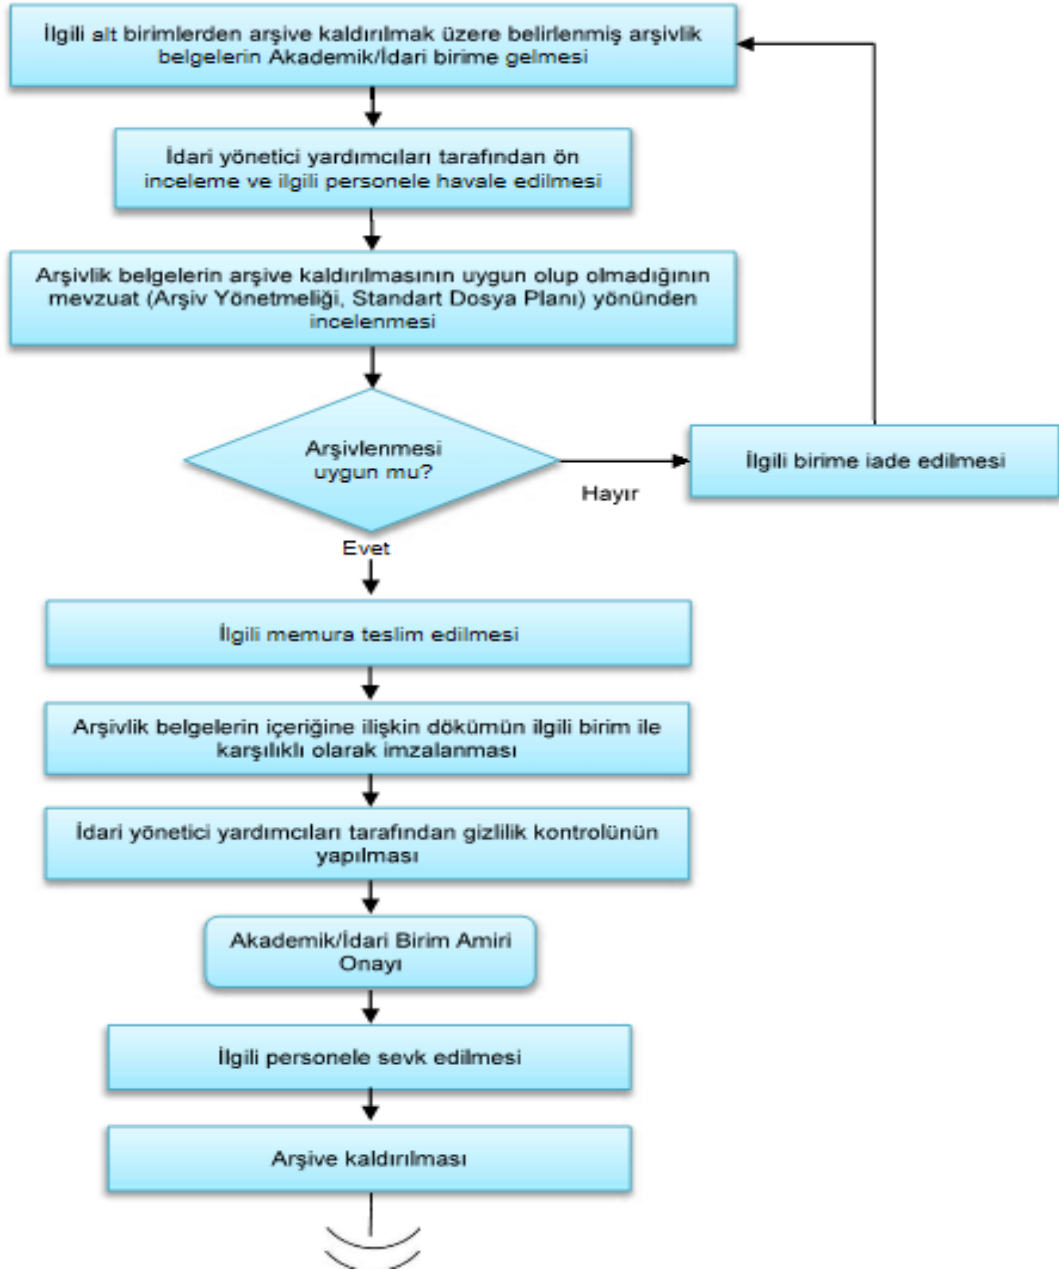 İlgili alt birimlerden arşive kaldırılmak üzere belirlenmiş arşivlik
belgelerin Akademik/İdari birime gelmesi
İdari yönetici yardımcıları tarafından ön
inceleme ve ilgili personele havale edilmesi
Arşivlik belgelerin arşive kaldırılmasının uygun olup olmadığının
mevzuat (Arşiv Yönetmeliği, Standart Dosya Planı) yönünden
incelenmesi
Arşivlenmesi
uygun mu?
Hayır
İlgili birime iade edilmesi
Evet
İlgili memura teslim edilmesi
Arşivlik belgelerin içeriğine ilişkin dökümün ilgili birim ile
karşılıklı olarak imzalanması
İdari yönetici yardımcıları tarafından gizlilik kontrolünün
yapılması
Akademik/İdari Birim Amiri
Onayı
İlgili personele sevk edilmesi
Arşive kaldırılması